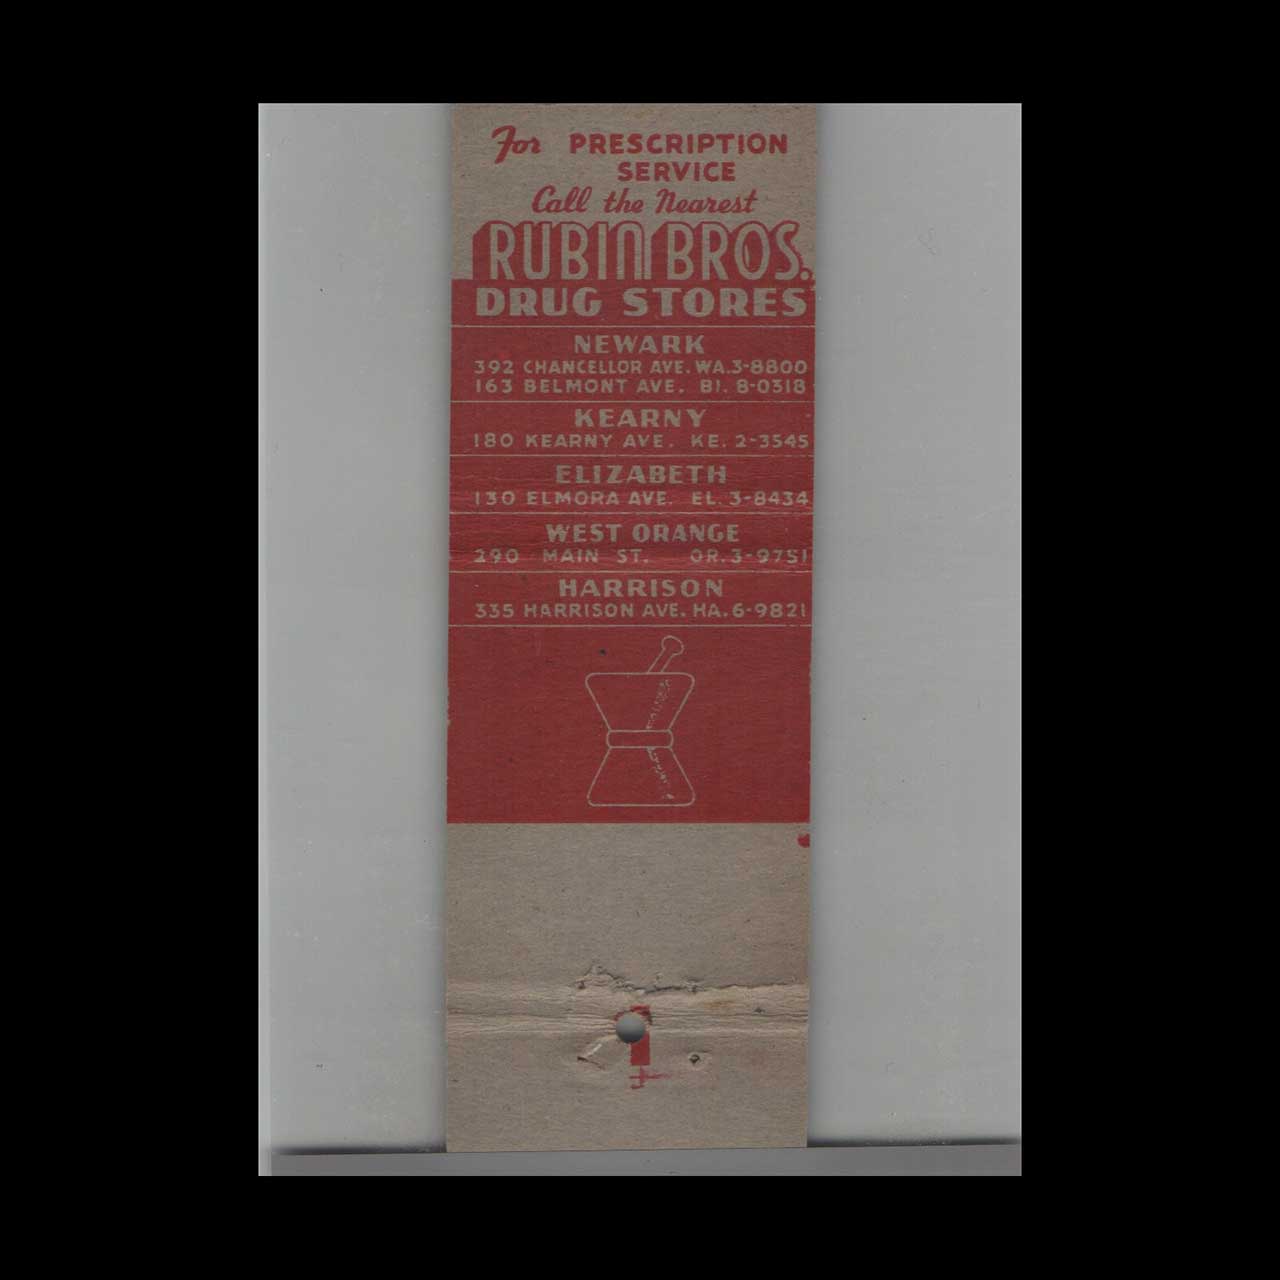 For PRESCRIPTION
SERVICE
Call the Nearest
RUBIN BROS.
DRUG STORES
NEWARK
392 CHANCELLOR AVE. WA.3-8800
163 BELMONT AVE. BI. 8-0318
KEARNY
180 KEARNY AVE. KE. 2-3545
ELIZABETH
130 ELMORA AVE. EL. 3-8434
WEST ORANGE
290 MAIN ST. OR.3-9751
HARRISON
335 HARRISON AVE. HA.6-9821